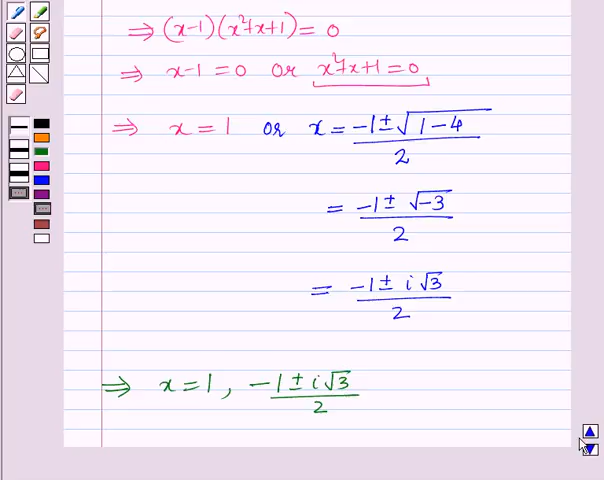 ⇒ (x-1)(x²+x+1) = 0
⇒ x-1 = 0 or x²+x+1 = 0
⇒ x = 1 or x = (-1 ± √(1-4))/2
= (-1 ± √-3)/2
= (-1 ± i√3)/2
⇒ x = 1, (-1 ± i√3)/2